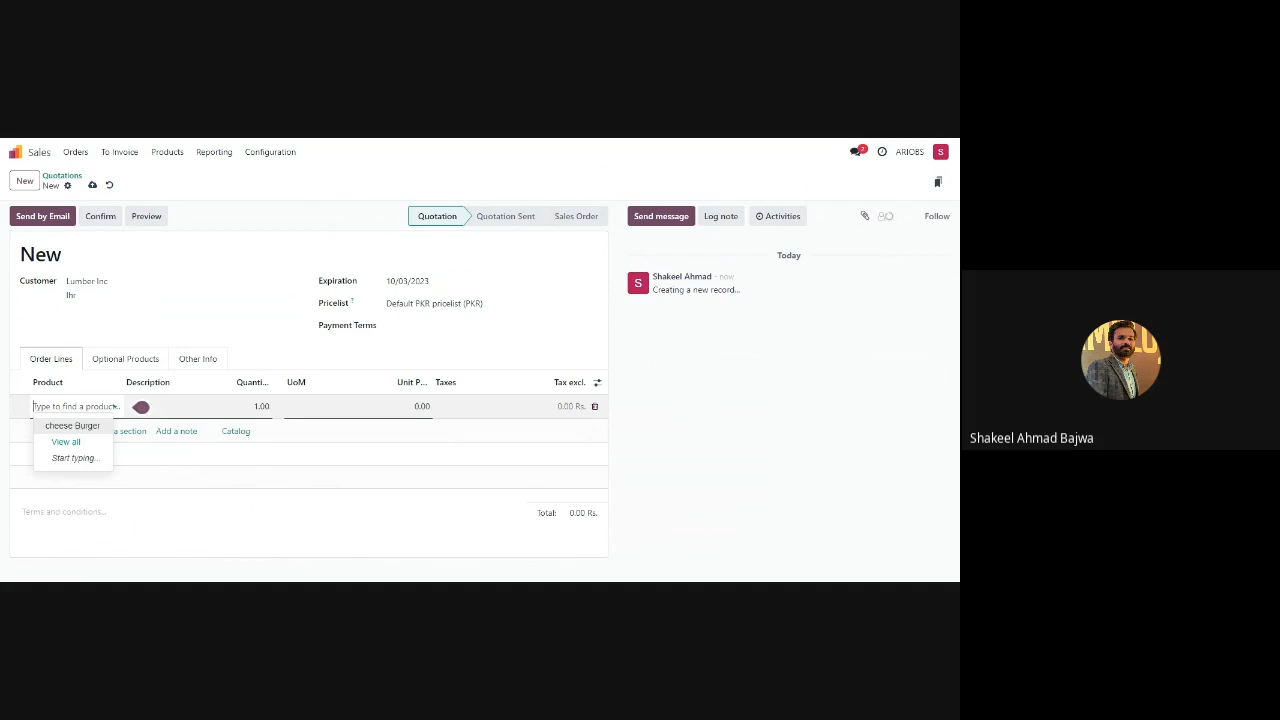 Sales Orders To Invoice Products Reporting Configuration 2 ARIOBS S
New Quotations
New
Send by Email Confirm Preview Quotation Quotation Sent Sales Order Send message Log note Activities Follow
New
Today
Customer Lumber Inc
lhr
Expiration 10/03/2023
Pricelist ? Default PKR pricelist (PKR)
Payment Terms
S Shakeel Ahmad - now
Creating a new record...
Order Lines Optional Products Other Info
Product Description Quanti... UoM Unit P... Taxes Tax excl.
Type to find a product... 1.00 0.00 0.00 Rs.
cheese Burger
a section Add a note Catalog
View all
Start typing...
Terms and conditions...
Total: 0.00 Rs.
Shakeel Ahmad Bajwa